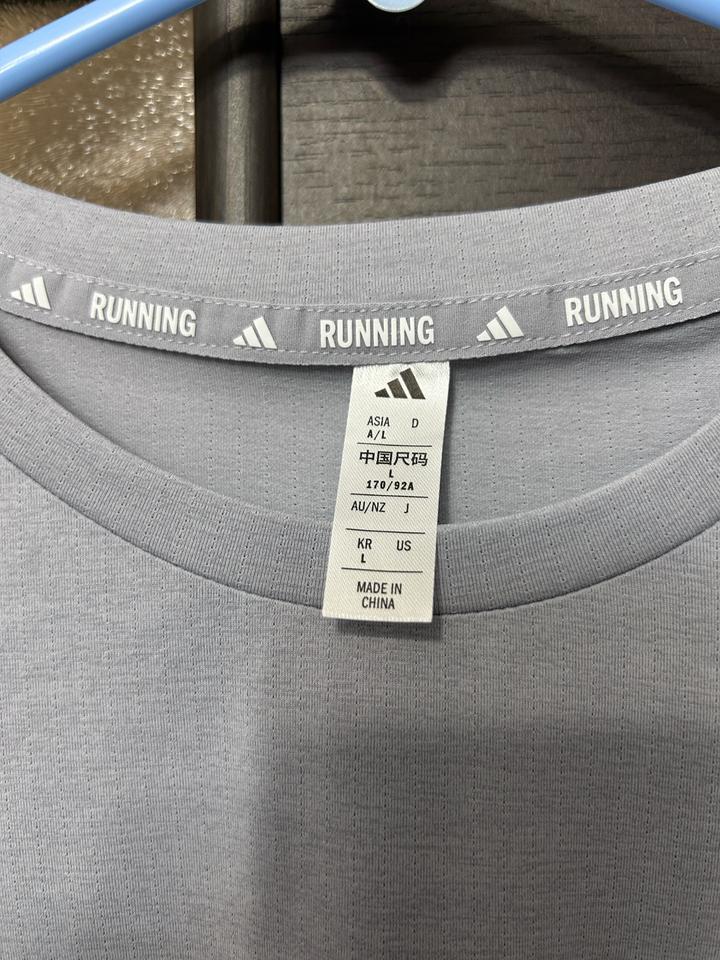 RUNNING RUNNING RUNNING
ASIA D
A/L
中国尺码
L
170/92A
AU/NZ J
KR US
L
MADE IN
CHINA